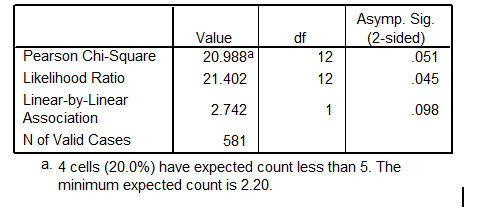 Value df Asymp. Sig. (2-sided)
Pearson Chi-Square 20.988a 12 .051
Likelihood Ratio 21.402 12 .045
Linear-by-Linear Association 2.742 1 .098
N of Valid Cases 581
a. 4 cells (20.0%) have expected count less than 5. The
minimum expected count is 2.20.